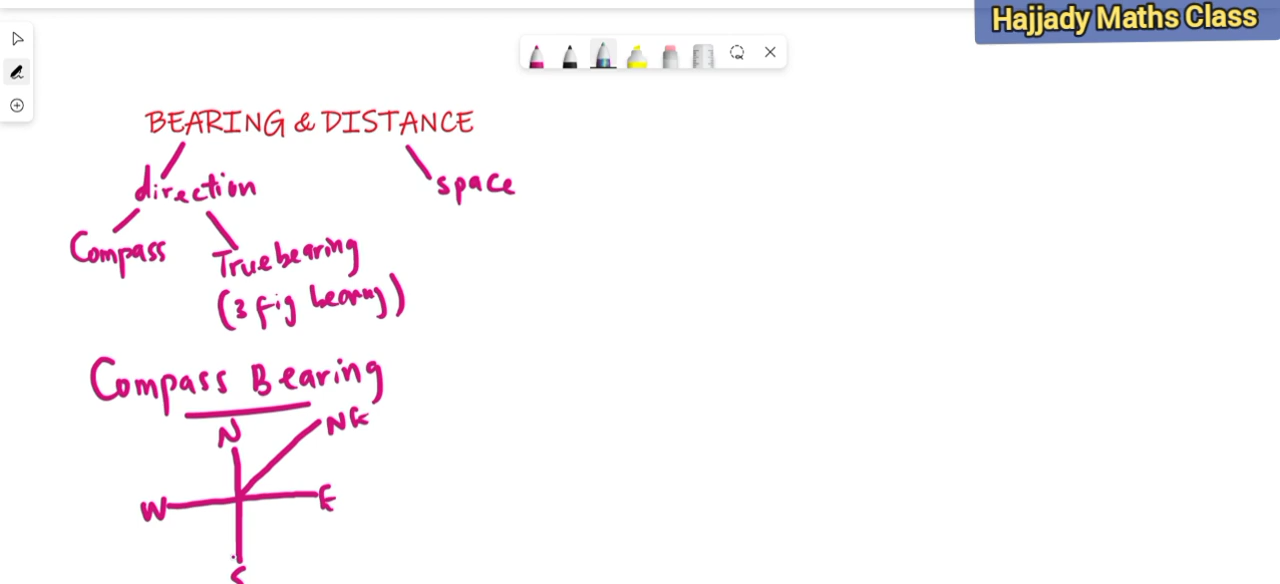 Hajjady Maths Class
BEARING & DISTANCE
direction
space
Compass
True bearing
(3 fig bearing)
Compass Bearing
N
NE
W
E
S